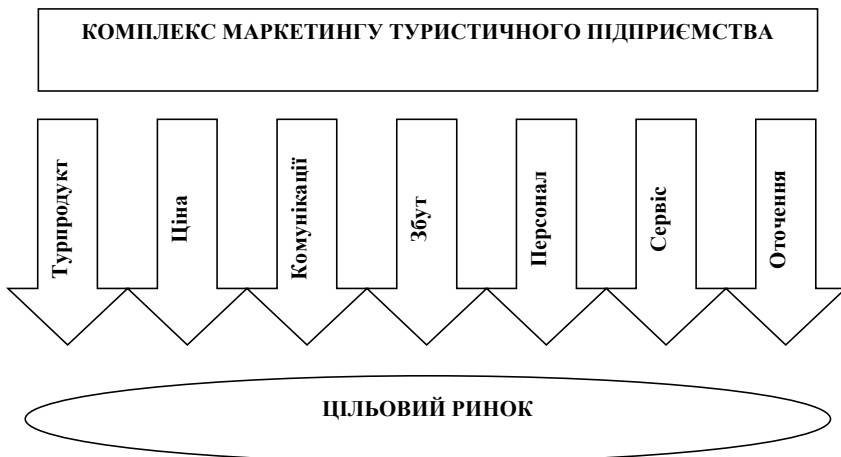 КОМПЛЕКС МАРКЕТИНГУ ТУРИСТИЧНОГО ПІДПРИЄМСТВА
Турпродукт
Ціна
Комунікації
Збут
Персонал
Сервіс
Оточення
ЦІЛЬОВИЙ РИНОК